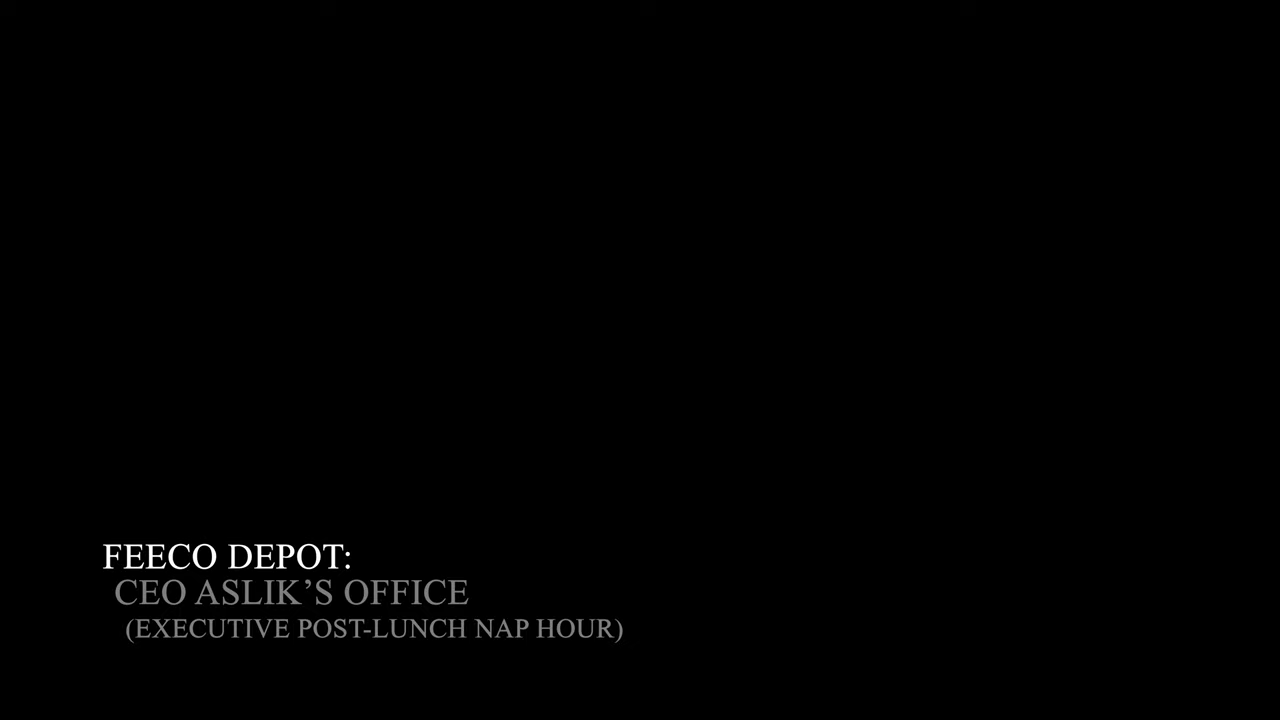 FEECO DEPOT:
CEO ASLIK’S OFFICE
(EXECUTIVE POST-LUNCH NAP HOUR)